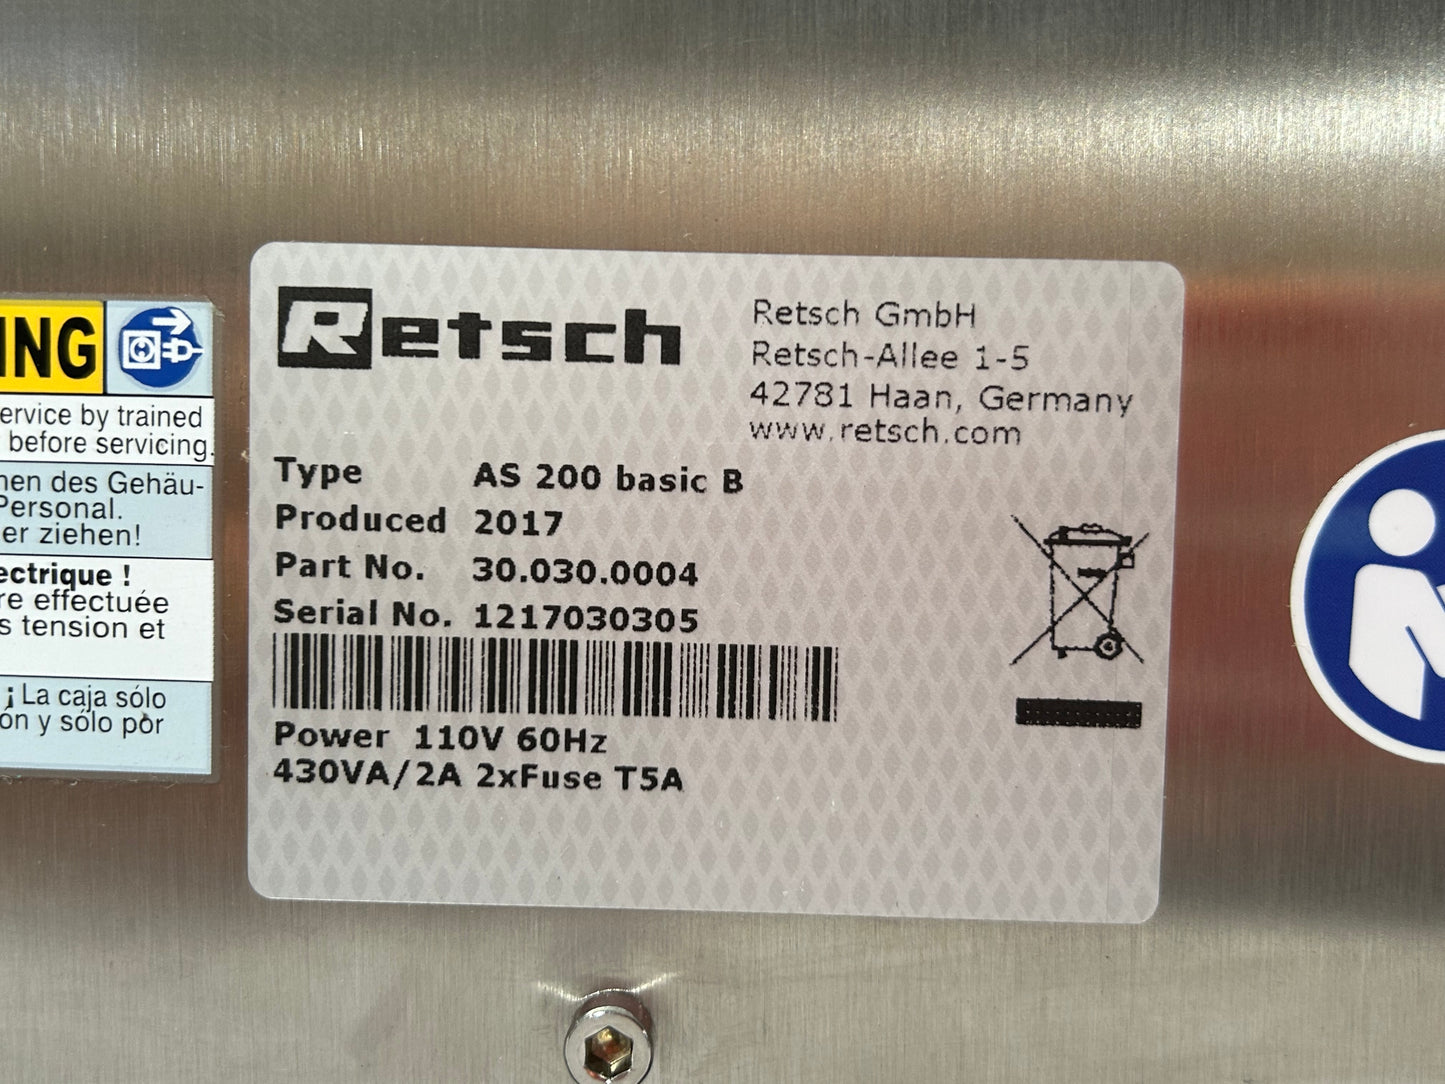 ING
ervice by trained
before servicing.
nen des Gehäu-
Personal.
er ziehen!
ectrique !
re effectuée
s tension et
¡ La caja sólo
ón y sólo por
Retsch
Retsch GmbH
Retsch-Allee 1-5
42781 Haan, Germany
www.retsch.com
Type AS 200 basic B
Produced 2017
Part No. 30.030.0004
Serial No. 1217030305
Power 110V 60Hz
430VA/2A 2xFuse T5A